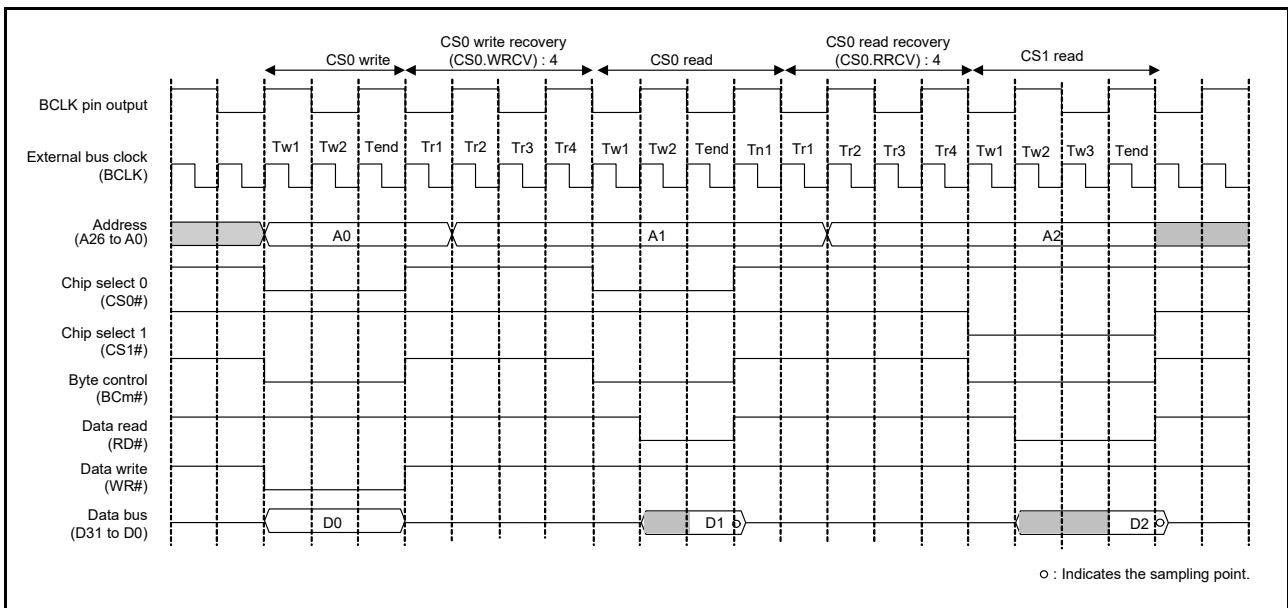 CS0 write
CS0 write recovery
(CS0.WRCV) : 4
CS0 read
CS0 read recovery
(CS0.RRCV) : 4
CS1 read
BCLK pin output
External bus clock
(BCLK)
Tw1 Tw2 Tend Tr1 Tr2 Tr3 Tr4 Tw1 Tw2 Tend Tn1 Tr1 Tr2 Tr3 Tr4 Tw1 Tw2 Tw3 Tend
Address
(A26 to A0)
A0 A1 A2
Chip select 0
(CS0#)
Chip select 1
(CS1#)
Byte control
(BCm#)
Data read
(RD#)
Data write
(WR#)
Data bus
(D31 to D0)
D0 D1 D2
: Indicates the sampling point.